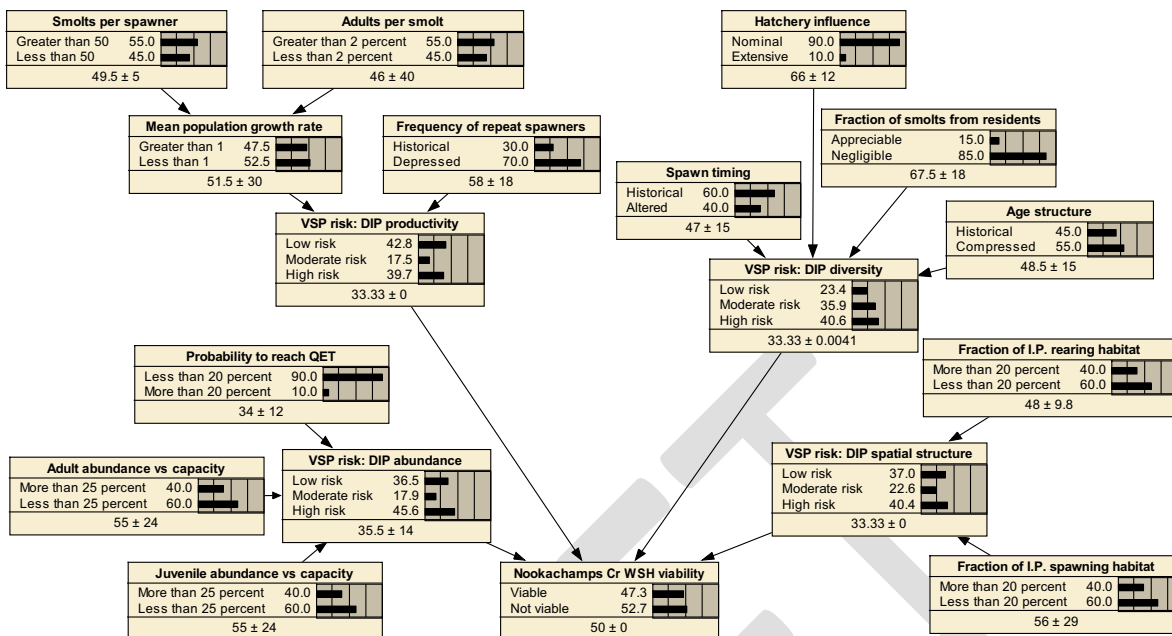 Smolts per spawner
Greater than 50 55.0
Less than 50 45.0
49.5 ± 5
Adults per smolt
Greater than 2 percent 55.0
Less than 2 percent 45.0
46 ± 40
Hatchery influence
Nominal 90.0
Extensive 10.0
66 ± 12
Mean population growth rate
Greater than 1 47.5
Less than 1 52.5
51.5 ± 30
Frequency of repeat spawners
Historical 30.0
Depressed 70.0
58 ± 18
Fraction of smolts from residents
Appreciable 15.0
Negligible 85.0
67.5 ± 18
Spawn timing
Historical 60.0
Altered 40.0
47 ± 15
Age structure
Historical 45.0
Compressed 55.0
48.5 ± 15
VSP risk: DIP productivity
Low risk 42.8
Moderate risk 17.5
High risk 39.7
33.33 ± 0
VSP risk: DIP diversity
Low risk 23.4
Moderate risk 35.9
High risk 40.6
33.33 ± 0.0041
Probability to reach QET
Less than 20 percent 90.0
More than 20 percent 10.0
34 ± 12
Fraction of I.P. rearing habitat
More than 20 percent 40.0
Less than 20 percent 60.0
48 ± 9.8
Adult abundance vs capacity
More than 25 percent 40.0
Less than 25 percent 60.0
55 ± 24
VSP risk: DIP abundance
Low risk 36.5
Moderate risk 17.9
High risk 45.6
35.5 ± 14
VSP risk: DIP spatial structure
Low risk 37.0
Moderate risk 22.6
High risk 40.4
33.33 ± 0
Juvenile abundance vs capacity
More than 25 percent 40.0
Less than 25 percent 60.0
55 ± 24
Nookachamps Cr WSH viability
Viable 47.3
Not viable 52.7
50 ± 0
Fraction of I.P. spawning habitat
More than 20 percent 40.0
Less than 20 percent 60.0
56 ± 29